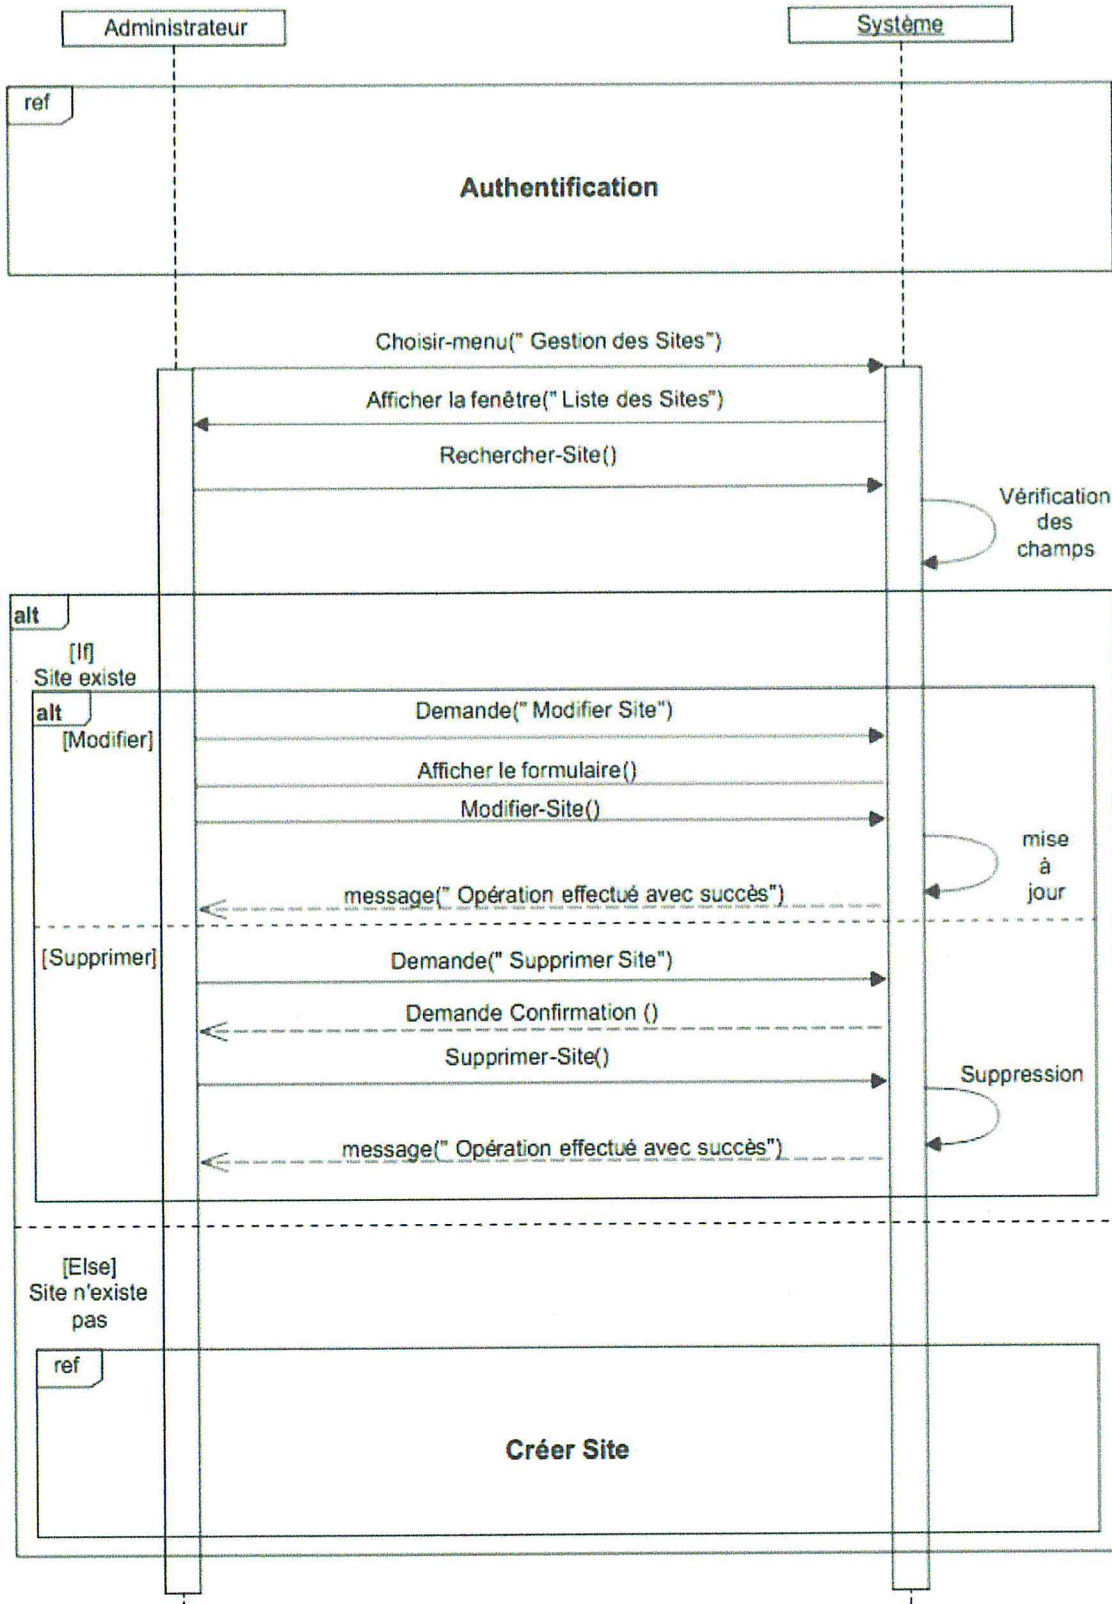 Administrateur
Système
ref
Authentification
Choisir-menu(" Gestion des Sites")
Afficher la fenêtre(" Liste des Sites")
Rechercher-Site()
Vérification
des
champs
alt
[If]
Site existe
alt
Demande(" Modifier Site")
[Modifier]
Afficher le formulaire()
Modifier-Site()
mise
à
jour
message(" Opération effectué avec succès")
[Supprimer]
Demande(" Supprimer Site")
Demande Confirmation ()
Supprimer-Site()
Suppression
message(" Opération effectué avec succès")
[Else]
Site n'existe
pas
ref
Créer Site